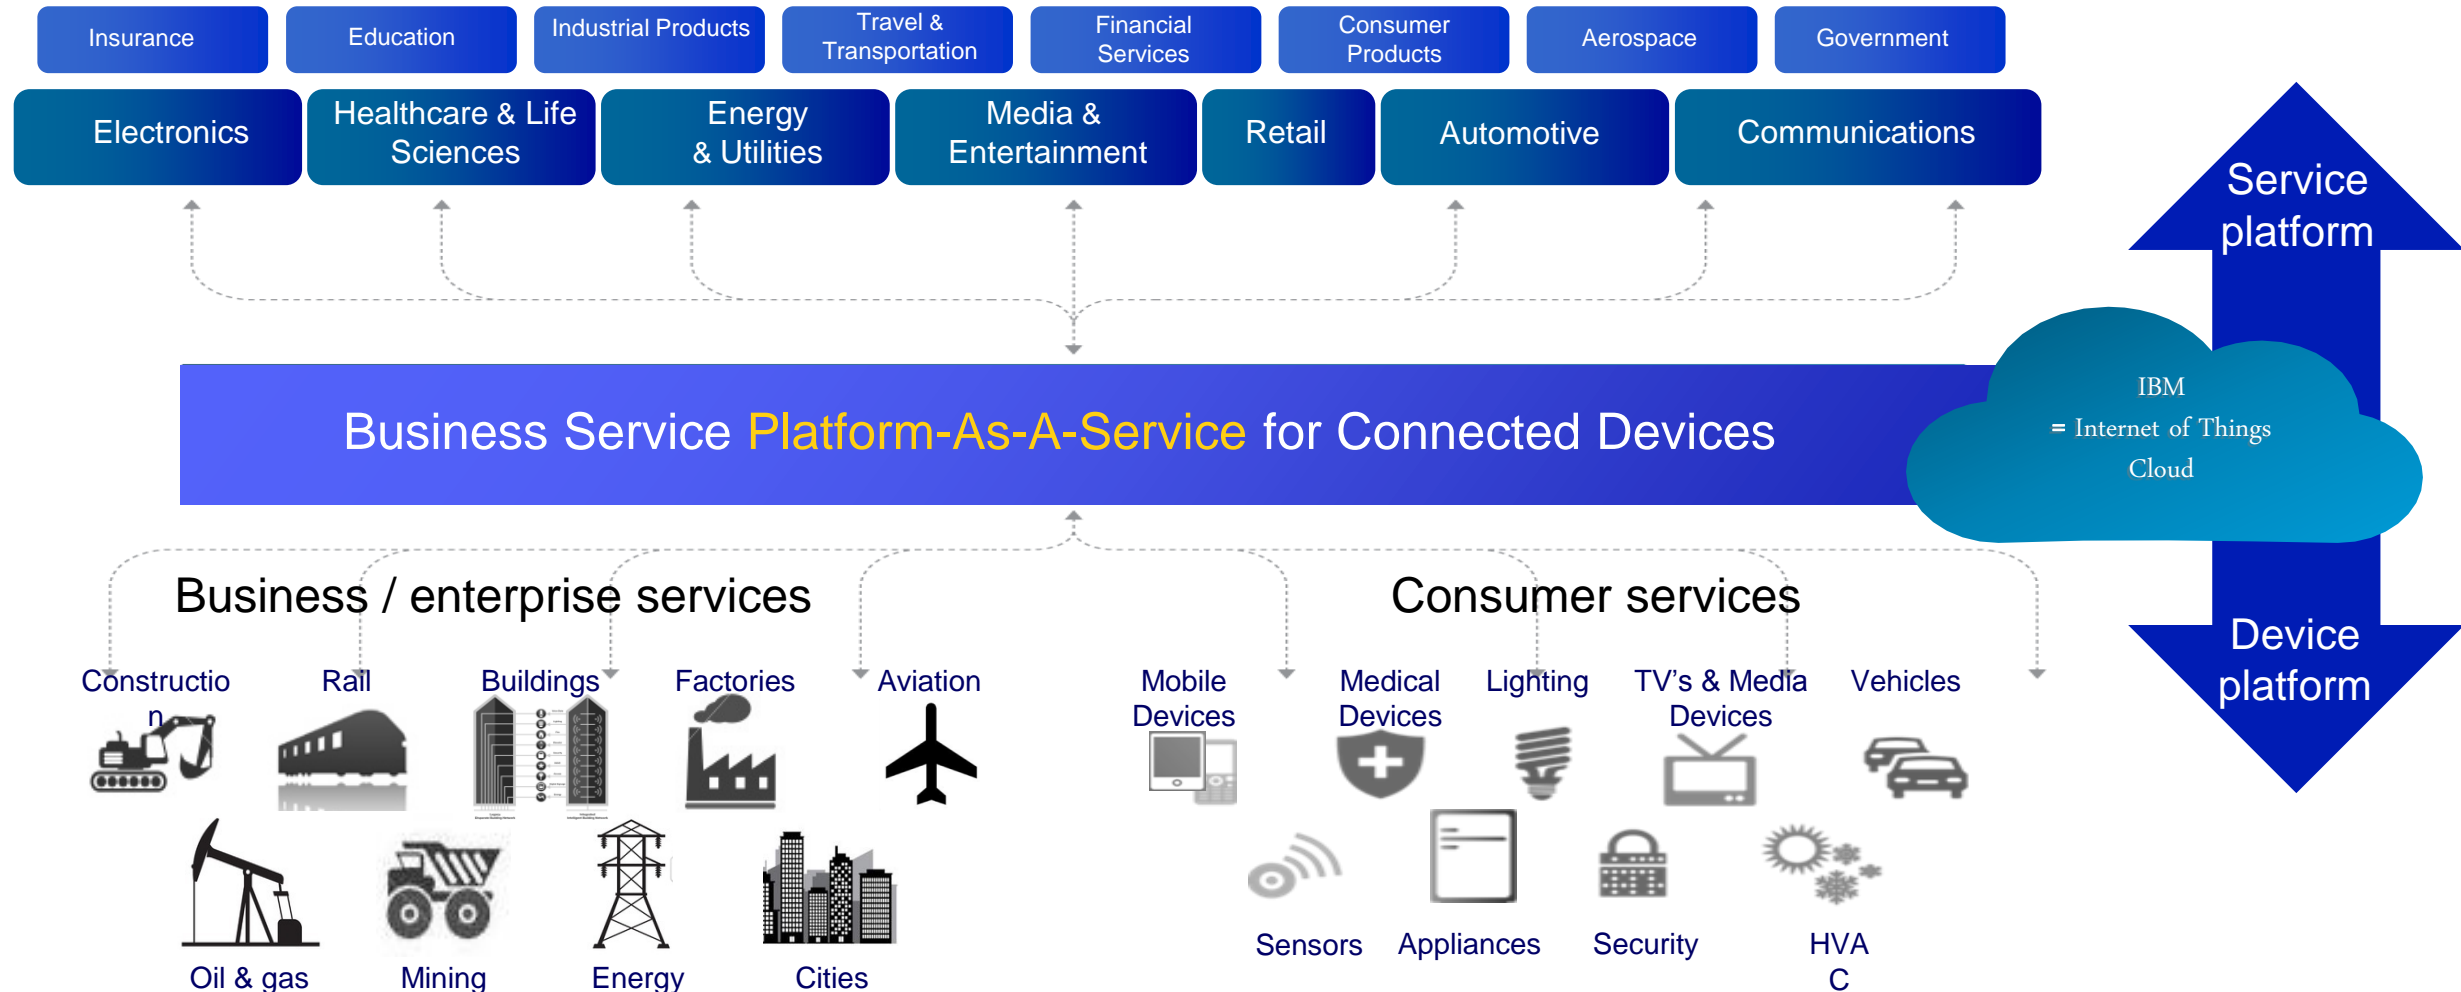 Insurance
Education
Industrial Products
Travel &
Transportation
Financial
Services
Consumer
Products
Aerospace
Government
Electronics
Healthcare & Life
Sciences
Energy
& Utilities
Media &
Entertainment
Retail
Automotive
Communications
Service
platform
Business Service Platform-As-A-Service for Connected Devices
IBM
= Internet of Things
Cloud
Business / enterprise services
Consumer services
Device
platform
Constructio
n
Rail
Buildings
Factories
Aviation
Mobile
Devices
Medical
Devices
Lighting
TV's & Media
Devices
Vehicles
Oil & gas
Mining
Energy
Cities
Sensors
Appliances
Security
HVA
C